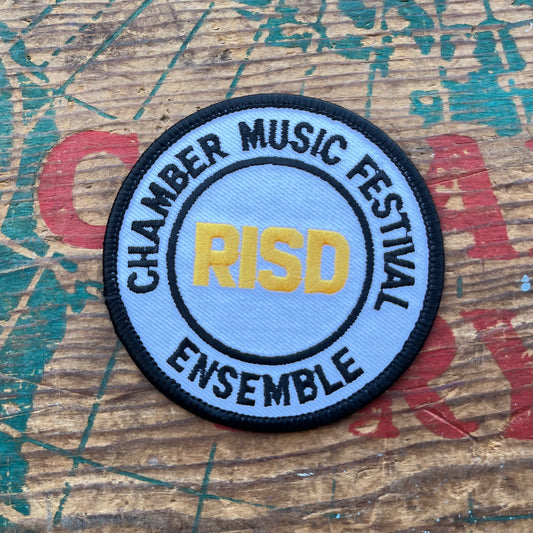 CHAMBER MUSIC FESTIVAL
RISD
ENSEMBLE